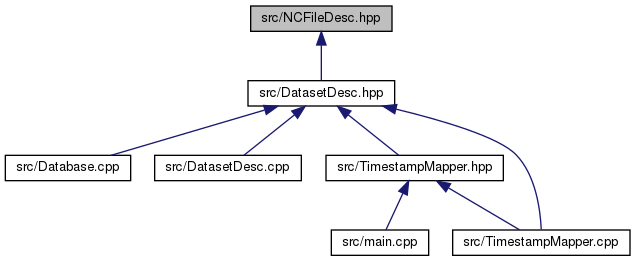 src/NCFileDesc.hpp
src/DatasetDesc.hpp
src/Database.cpp
src/DatasetDesc.cpp
src/TimestampMapper.hpp
src/main.cpp
src/TimestampMapper.cpp